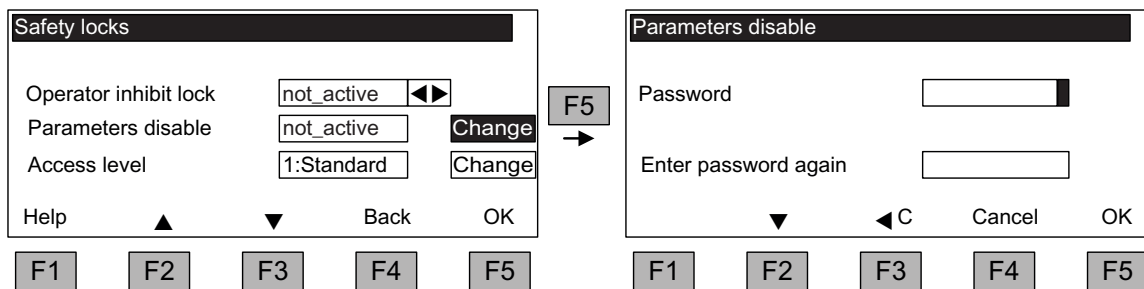 Safety locks
Operator inhibit lock not_active ◀▶
Parameters disable not_active Change
Access level 1:Standard Change
Help ▲ ▼ Back OK
F1 F2 F3 F4 F5
F5
→
Parameters disable
Password
Enter password again
▼ ◀ C Cancel OK
F1 F2 F3 F4 F5